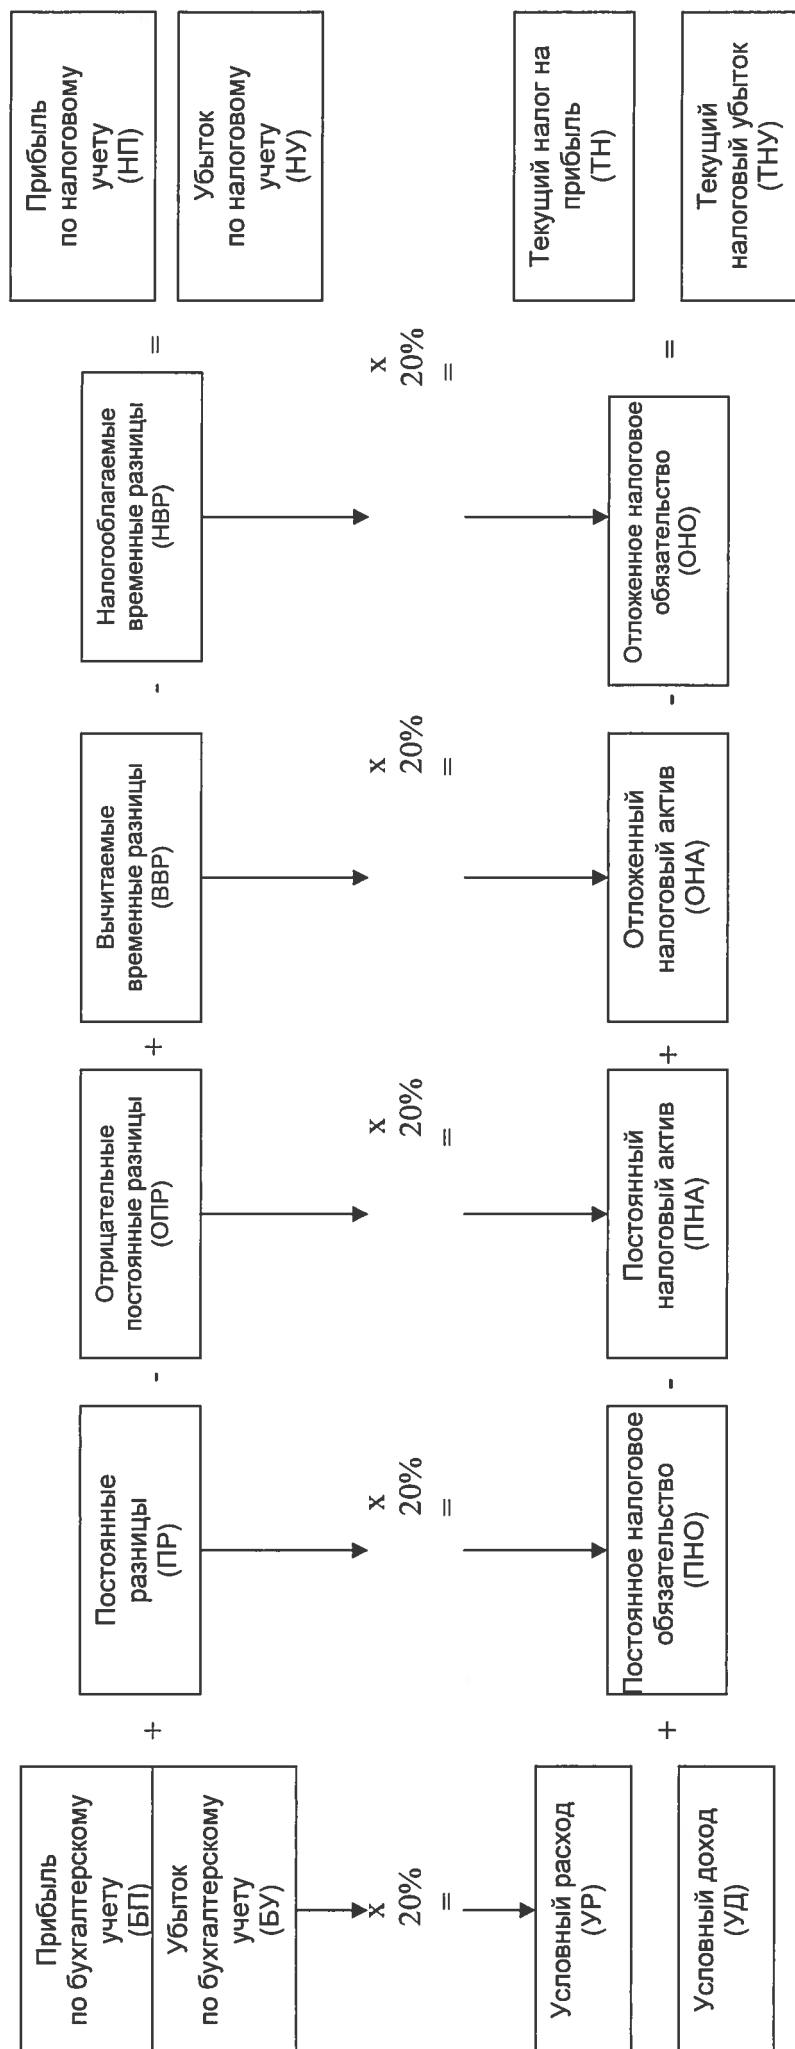 Прибыль
по бухгалтерскому
учету
(БП)
Убыток
по бухгалтерскому
учету
(БУ)
+
Постоянные
разницы
(ПР)
-
Отрицательные
постоянные разницы
(ОПР)
+
Вычитаемые
временные разницы
(ВВР)
-
Налогооблагаемые
временные разницы
(НВР)
=
Прибыль
по налоговому
учету
(НП)
Убыток
по налоговому
учету
(НУ)
х
20%
=
х
20%
=
х
20%
=
х
20%
=
х
20%
=
Условный расход
(УР)
Условный доход
(УД)
+
Постоянное налоговое
обязательство
(ПНО)
-
Постоянный
налоговый актив
(ПНА)
+
Отложенный
налоговый актив
(ОНА)
-
Отложенное налоговое
обязательство
(ОНО)
=
Текущий налог на
прибыль
(ТН)
Текущий
налоговый убыток
(ТНУ)